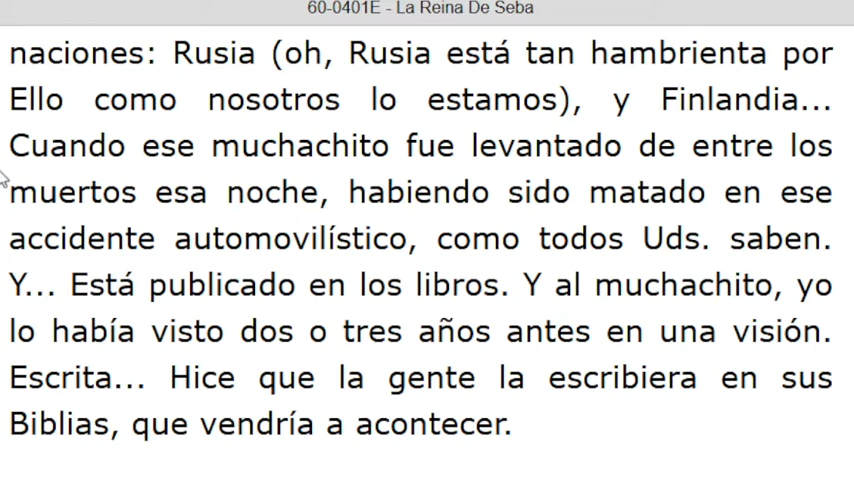 60-0401E - La Reina De Seba
naciones: Rusia (oh, Rusia está tan hambrienta por
Ello como nosotros lo estamos), y Finlandia...
Cuando ese muchachito fue levantado de entre los
muertos esa noche, habiendo sido matado en ese
accidente automovilístico, como todos Uds. saben.
Y... Está publicado en los libros. Y al muchachito, yo
lo había visto dos o tres años antes en una visión.
Escrita... Hice que la gente la escribiera en sus
Biblias, que vendría a acontecer.